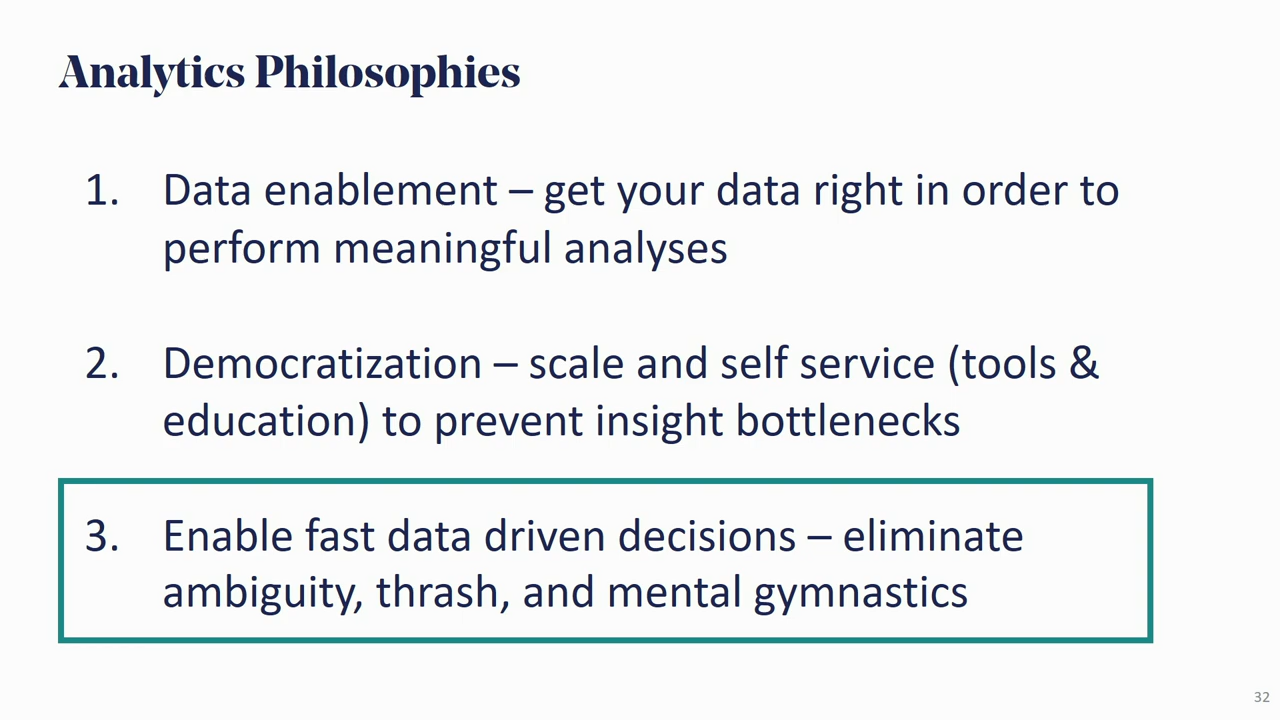 Analytics Philosophies
1. Data enablement – get your data right in order to
perform meaningful analyses
2. Democratization – scale and self service (tools &
education) to prevent insight bottlenecks
3. Enable fast data driven decisions – eliminate
ambiguity, thrash, and mental gymnastics
32